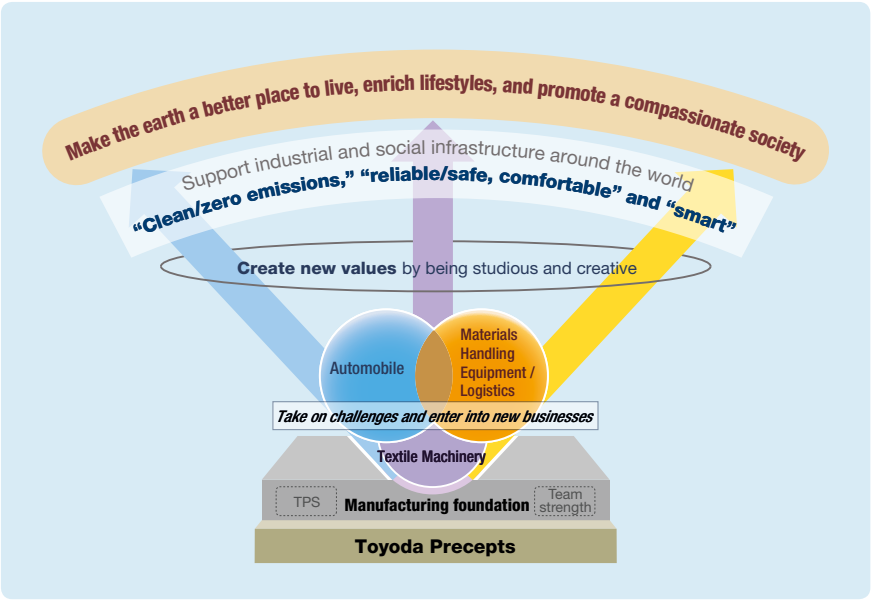 Make the earth a better place to live, enrich lifestyles, and promote a compassionate society
Support industrial and social infrastructure around the world
“Clean/zero emissions,” “reliable/safe, comfortable” and “smart”
Create new values by being studious and creative
Automobile
Materials
Handling
Equipment /
Logistics
Take on challenges and enter into new businesses
Textile Machinery
TPS
Manufacturing foundation
Team
strength
Toyoda Precepts